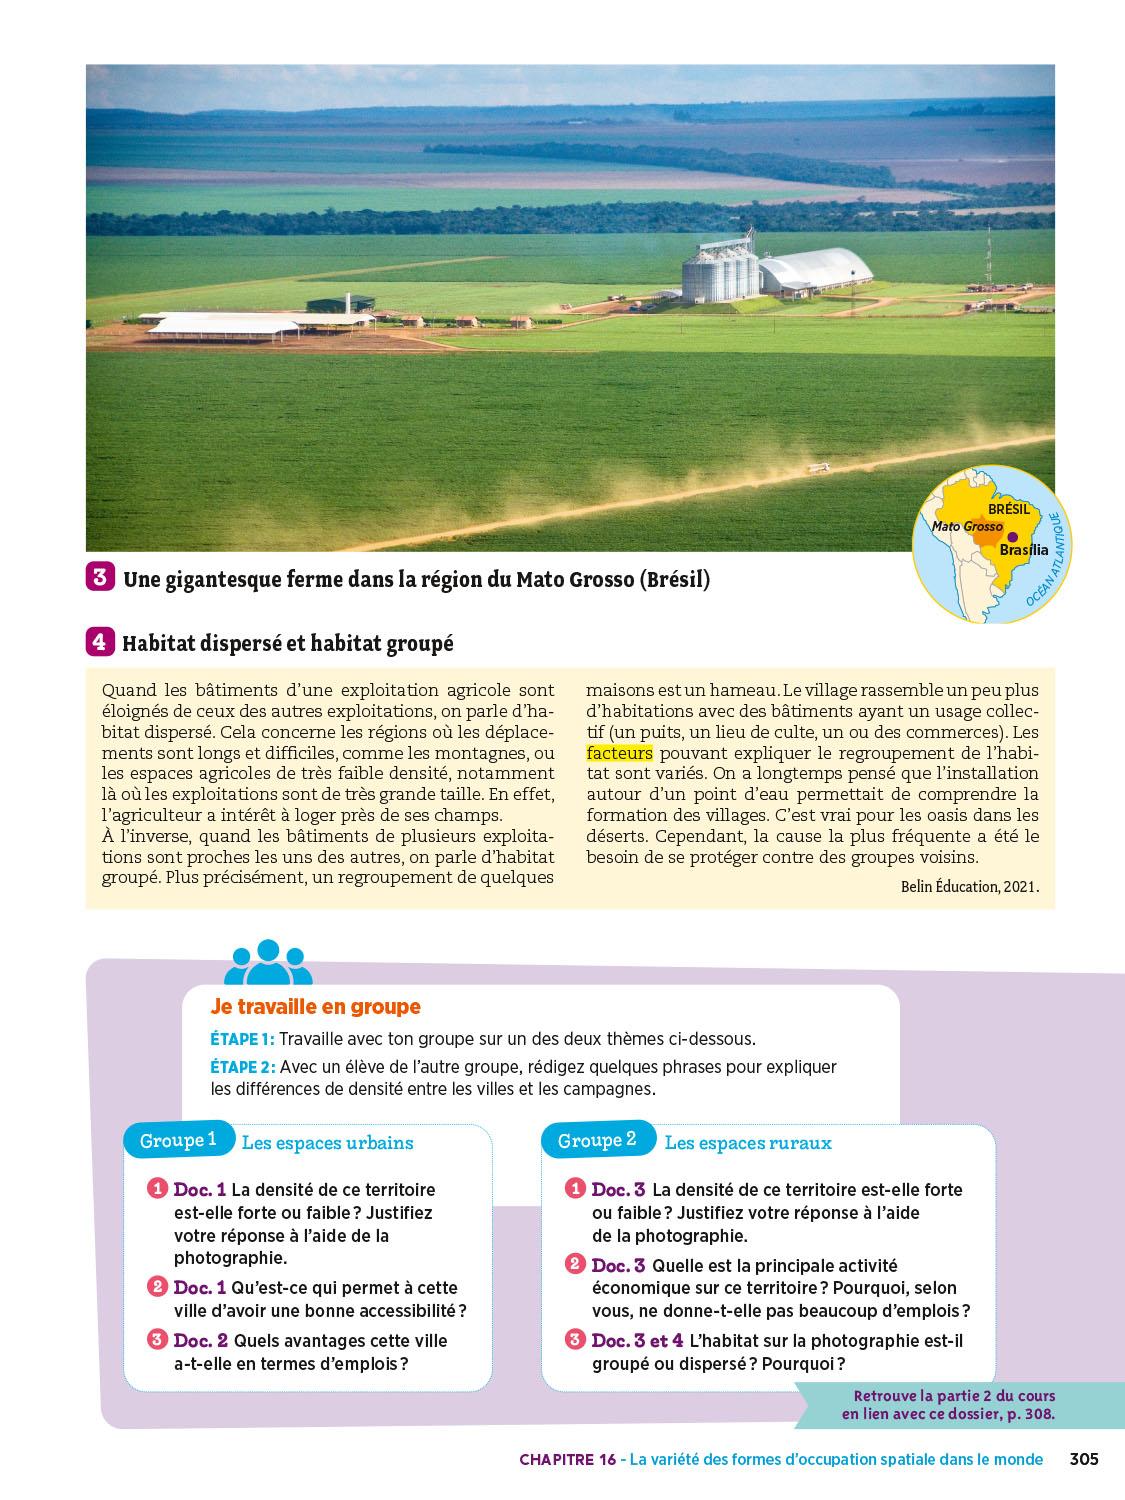 BRÉSIL
Mato Grosso
Brasília
OCÉAN ATLANTIQUE
3 Une gigantesque ferme dans la région du Mato Grosso (Brésil)
4 Habitat dispersé et habitat groupé
Quand les bâtiments d’une exploitation agricole sont
éloignés de ceux des autres exploitations, on parle d’ha-
bitat dispersé. Cela concerne les régions où les déplace-
ments sont longs et difficiles, comme les montagnes, ou
les espaces agricoles de très faible densité, notamment
là où les exploitations sont de très grande taille. En effet,
l’agriculteur a intérêt à loger près de ses champs.
À l’inverse, quand les bâtiments de plusieurs exploita-
tions sont proches les uns des autres, on parle d’habitat
groupé. Plus précisément, un regroupement de quelques
maisons est un hameau. Le village rassemble un peu plus
d’habitations avec des bâtiments ayant un usage collec-
tif (un puits, un lieu de culte, un ou des commerces). Les
facteurs pouvant expliquer le regroupement de l’habi-
tat sont variés. On a longtemps pensé que l’installation
autour d’un point d’eau permettait de comprendre la
formation des villages. C’est vrai pour les oasis dans les
déserts. Cependant, la cause la plus fréquente a été le
besoin de se protéger contre des groupes voisins.
Belin Éducation, 2021.
Je travaille en groupe
ÉTAPE 1 : Travaille avec ton groupe sur un des deux thèmes ci-dessous.
ÉTAPE 2 : Avec un élève de l’autre groupe, rédigez quelques phrases pour expliquer
les différences de densité entre les villes et les campagnes.
Groupe 1 Les espaces urbains
1 Doc. 1 La densité de ce territoire
est-elle forte ou faible ? Justifiez
votre réponse à l’aide de la
photographie.
2 Doc. 1 Qu’est-ce qui permet à cette
ville d’avoir une bonne accessibilité ?
3 Doc. 2 Quels avantages cette ville
a-t-elle en termes d’emplois ?
Groupe 2 Les espaces ruraux
1 Doc. 3 La densité de ce territoire est-elle forte
ou faible ? Justifiez votre réponse à l’aide
de la photographie.
2 Doc. 3 Quelle est la principale activité
économique sur ce territoire ? Pourquoi, selon
vous, ne donne-t-elle pas beaucoup d’emplois ?
3 Doc. 3 et 4 L’habitat sur la photographie est-il
groupé ou dispersé ? Pourquoi ?
Retrouve la partie 2 du cours
en lien avec ce dossier, p. 308.
CHAPITRE 16 - La variété des formes d’occupation spatiale dans le monde 305